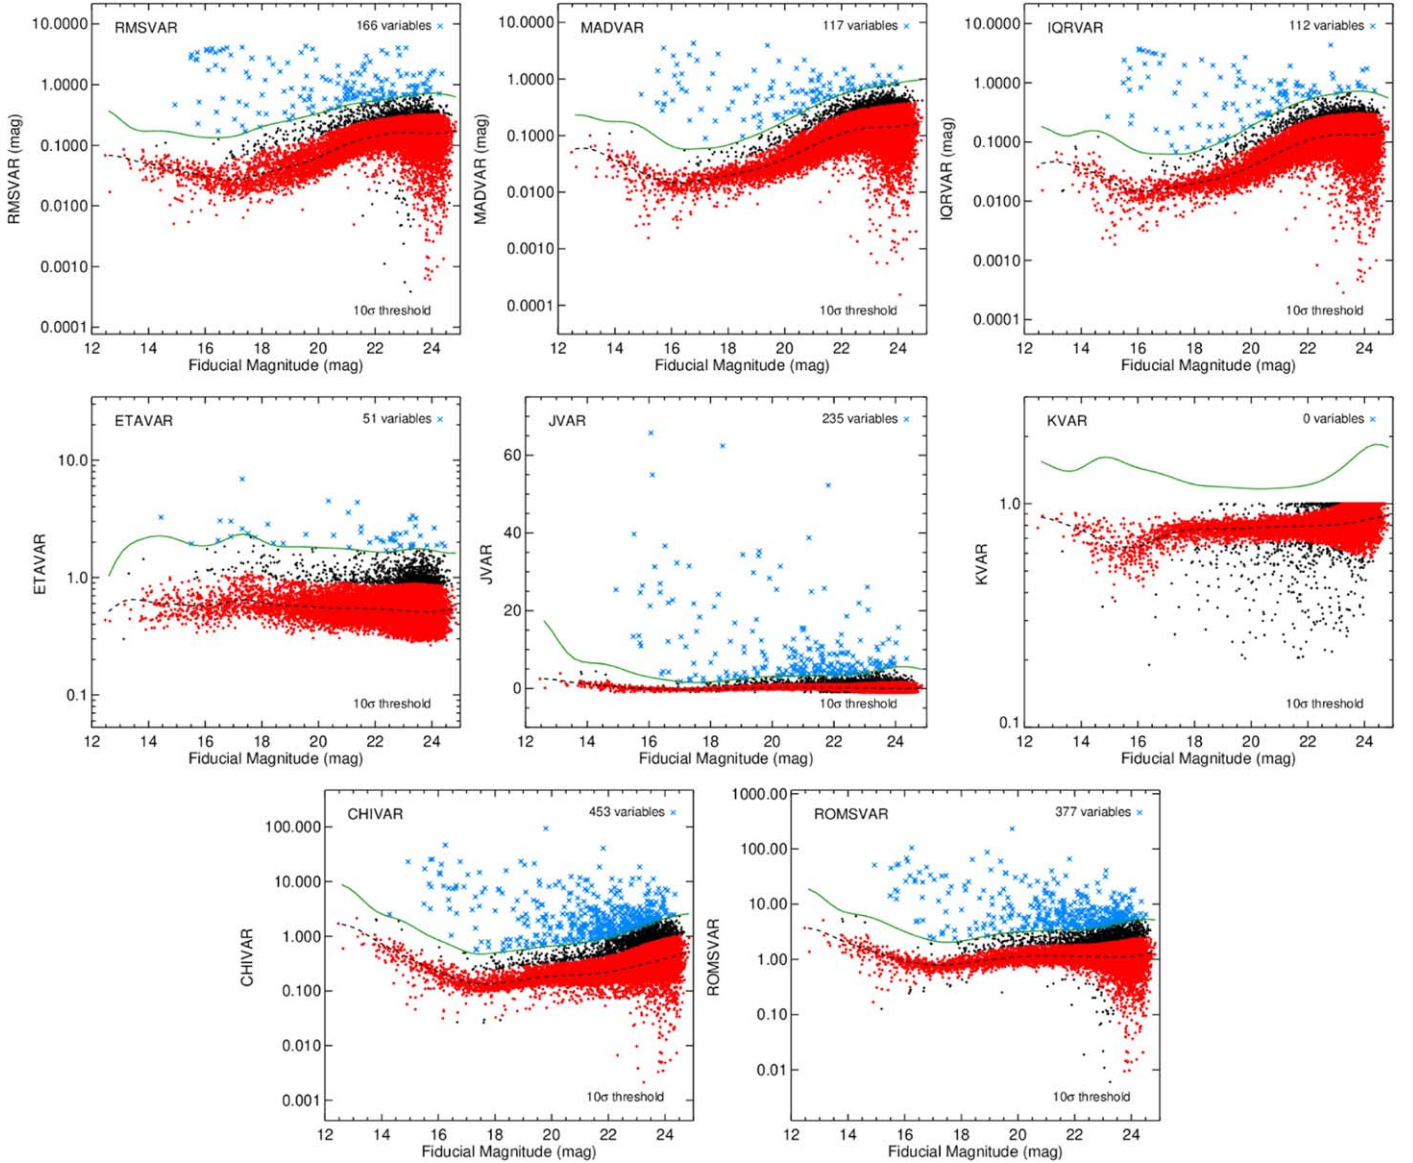 RMSVAR
166 variables
10.0000
1.0000
0.1000
0.0100
0.0010
0.0001
RMSVAR (mag)
10σ threshold
12 14 16 18 20 22 24
Fiducial Magnitude (mag)
MADVAR
117 variables
10.0000
1.0000
0.1000
0.0100
0.0010
0.0001
MADVAR (mag)
10σ threshold
12 14 16 18 20 22 24
Fiducial Magnitude (mag)
IQRVAR
112 variables
10.0000
1.0000
0.1000
0.0100
0.0010
0.0001
IQRVAR (mag)
10σ threshold
12 14 16 18 20 22 24
Fiducial Magnitude (mag)
ETAVAR
51 variables
10.0
1.0
0.1
ETAVAR
10σ threshold
12 14 16 18 20 22 24
Fiducial Magnitude (mag)
JVAR
235 variables
60
40
20
0
JVAR
10σ threshold
12 14 16 18 20 22 24
Fiducial Magnitude (mag)
KVAR
0 variables
1.0
0.1
KVAR
10σ threshold
12 14 16 18 20 22 24
Fiducial Magnitude (mag)
CHIVAR
453 variables
100.000
10.000
1.000
0.100
0.010
0.001
CHIVAR
10σ threshold
12 14 16 18 20 22 24
Fiducial Magnitude (mag)
ROMSVAR
377 variables
1000.00
100.00
10.00
1.00
0.10
0.01
ROMSVAR
10σ threshold
12 14 16 18 20 22 24
Fiducial Magnitude (mag)